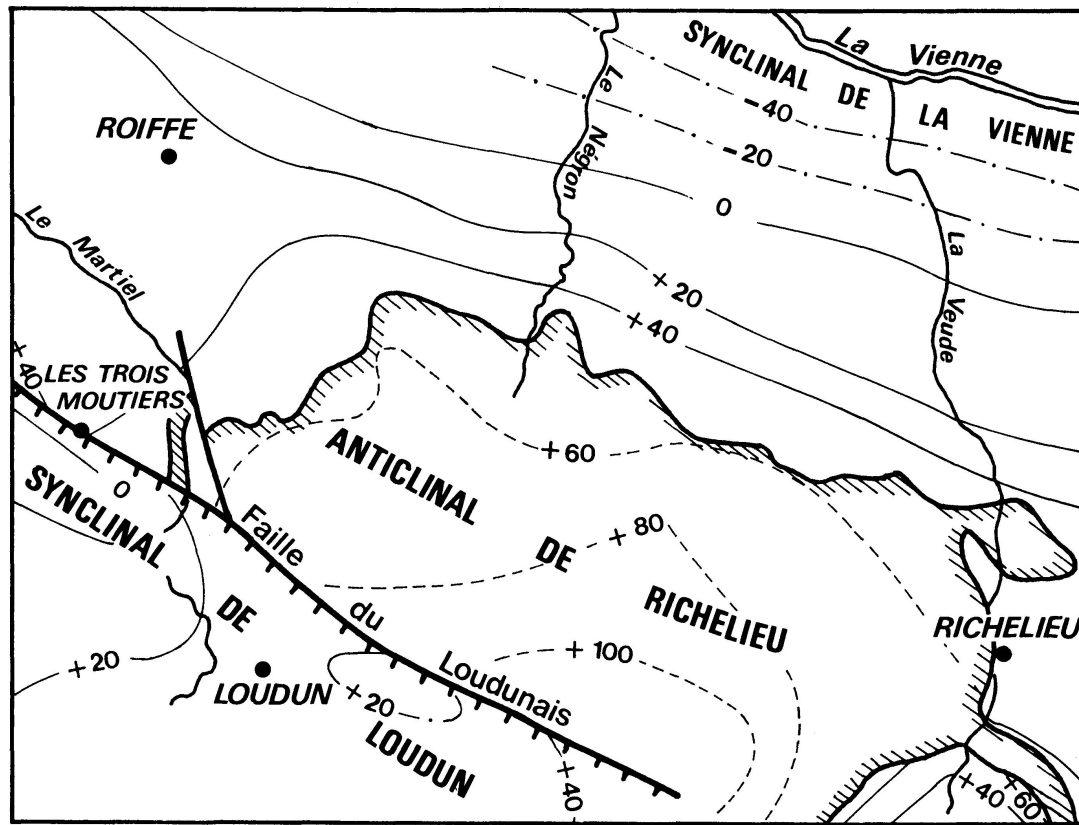 La Vienne
SYNCLINAL DE LA VIENNE
-40
-20
0
+20
+40
Le Négron
La Veude
ROIFFE
Le Martiel
+40
LES TROIS
MOUTIERS
0
SYNCLINAL
DE
LOUDUN
Faille
du
Loudunais
ANTICLINAL
DE
RICHELIEU
+60
+80
+100
RICHELIEU
+20
LOUDUN
+20
+40
+40
+60